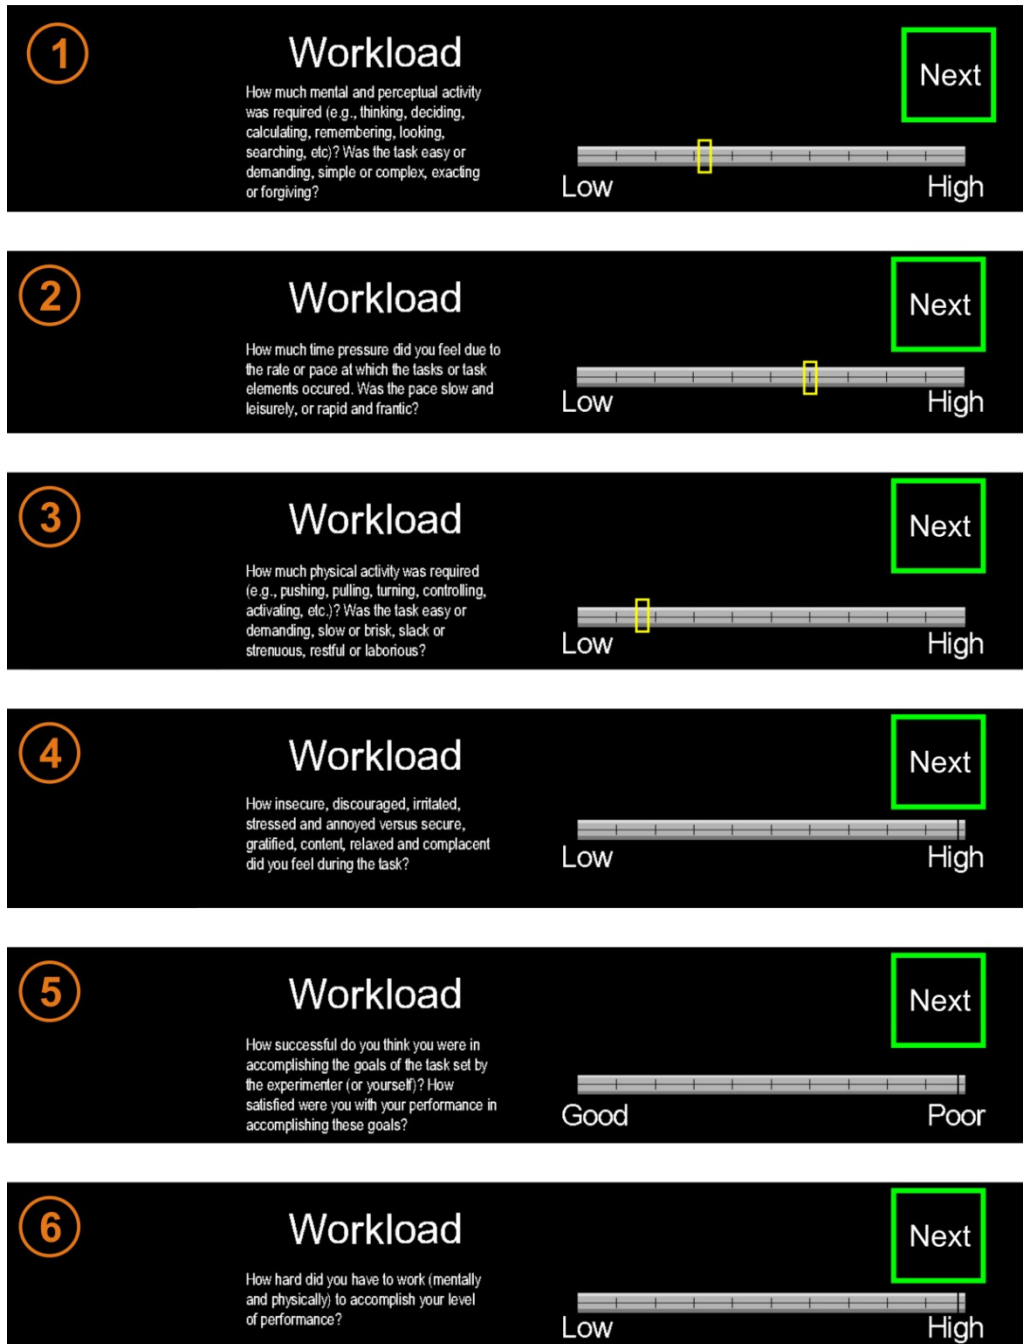 1
Workload
Next
How much mental and perceptual activity
was required (e.g., thinking, deciding,
calculating, remembering, looking,
searching, etc)? Was the task easy or
demanding, simple or complex, exacting
or forgiving?
Low
High
2
Workload
Next
How much time pressure did you feel due to
the rate or pace at which the tasks or task
elements occured. Was the pace slow and
leisurely, or rapid and frantic?
Low
High
3
Workload
Next
How much physical activity was required
(e.g., pushing, pulling, turning, controlling,
activating, etc.)? Was the task easy or
demanding, slow or brisk, slack or
strenuous, restful or laborious?
Low
High
4
Workload
Next
How insecure, discouraged, irritated,
stressed and annoyed versus secure,
gratified, content, relaxed and complacent
did you feel during the task?
Low
High
5
Workload
Next
How successful do you think you were in
accomplishing the goals of the task set by
the experimenter (or yourself)? How
satisfied were you with your performance in
accomplishing these goals?
Good
Poor
6
Workload
Next
How hard did you have to work (mentally
and physically) to accomplish your level
of performance?
Low
High